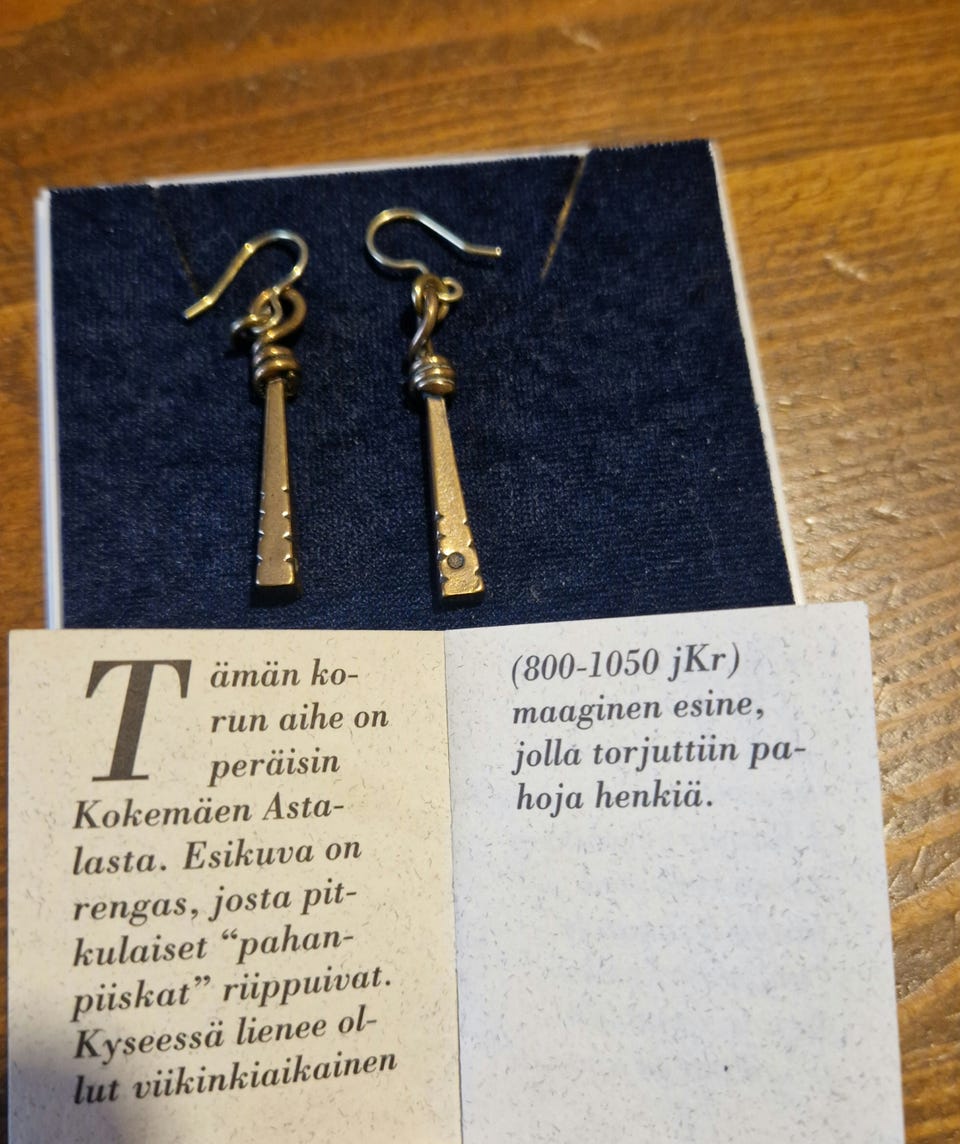 Tämän ko-
run aihe on
peräisin
Kokemäen Asta-
lasta. Esikuva on
rengas, josta pit-
kulaiset “pahan-
piiskat” riippuivat.
Kyseessä lienee ol-
lut viikinkiaikainen
(800-1050 jKr)
maaginen esine,
jolla torjuttiin pa-
hoja henkiä.